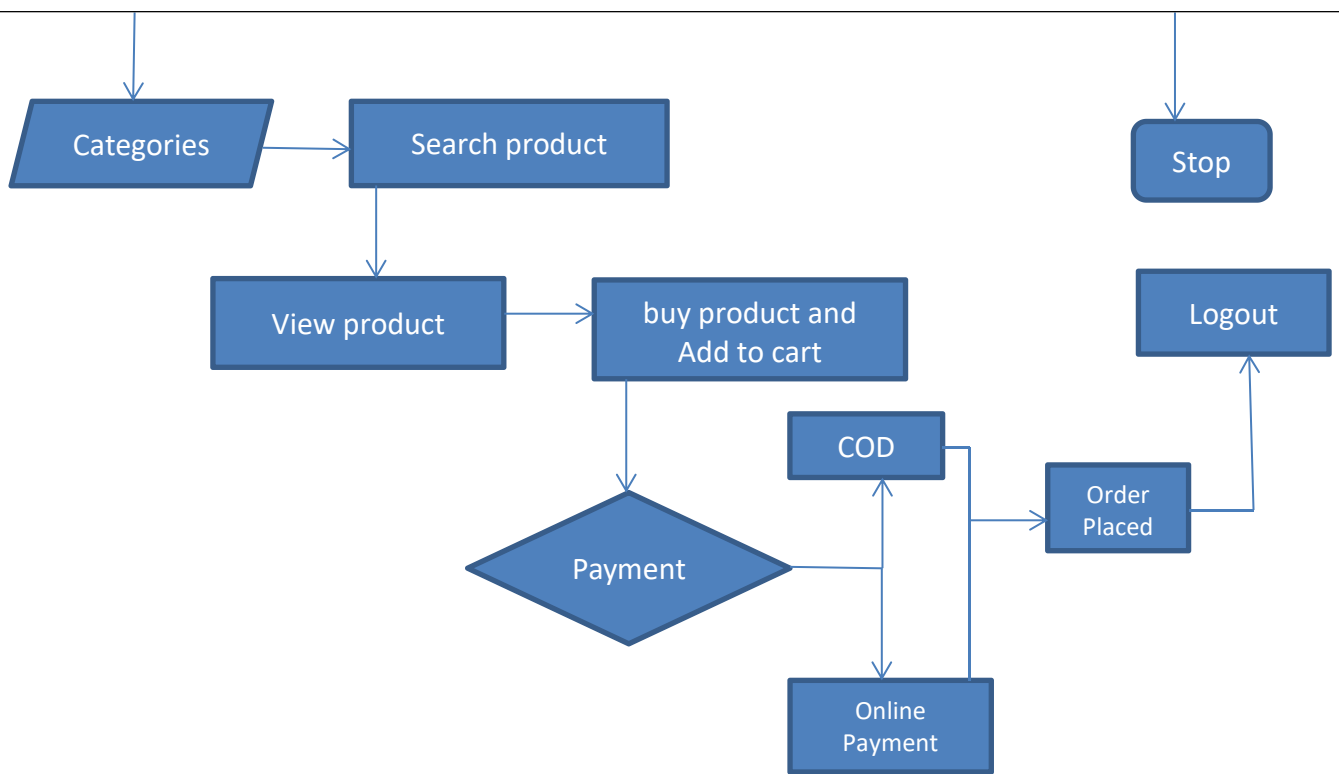 Categories
Search product
Stop
View product
buy product and
Add to cart
Logout
COD
Order
Placed
Payment
Online
Payment